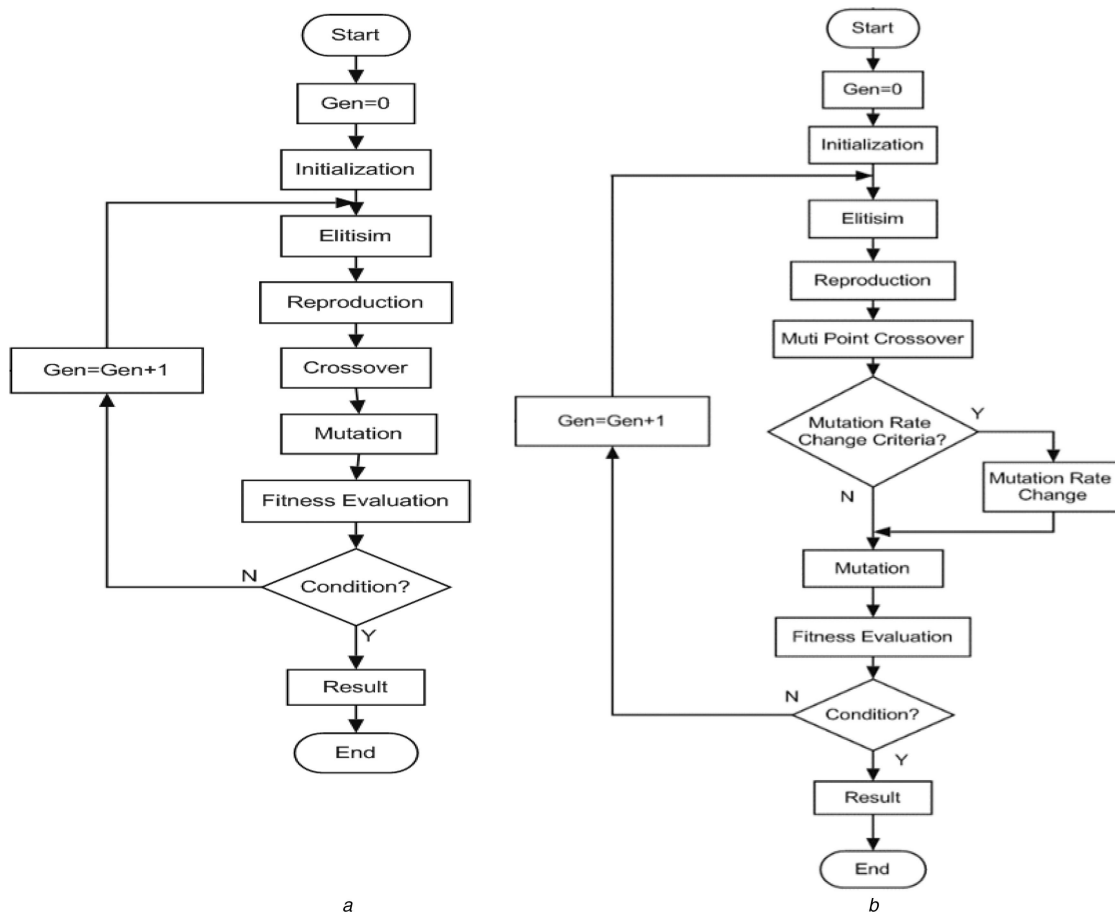 Start
Gen=0
Initialization
Elitisim
Reproduction
Crossover
Gen=Gen+1
Mutation
Fitness Evaluation
N
Condition?
Y
Result
End
a
Start
Gen=0
Initialization
Elitisim
Reproduction
Muti Point Crossover
Mutation Rate
Change Criteria?
Y
Mutation Rate
Change
N
Gen=Gen+1
Mutation
Fitness Evaluation
N
Condition?
Y
Result
End
b